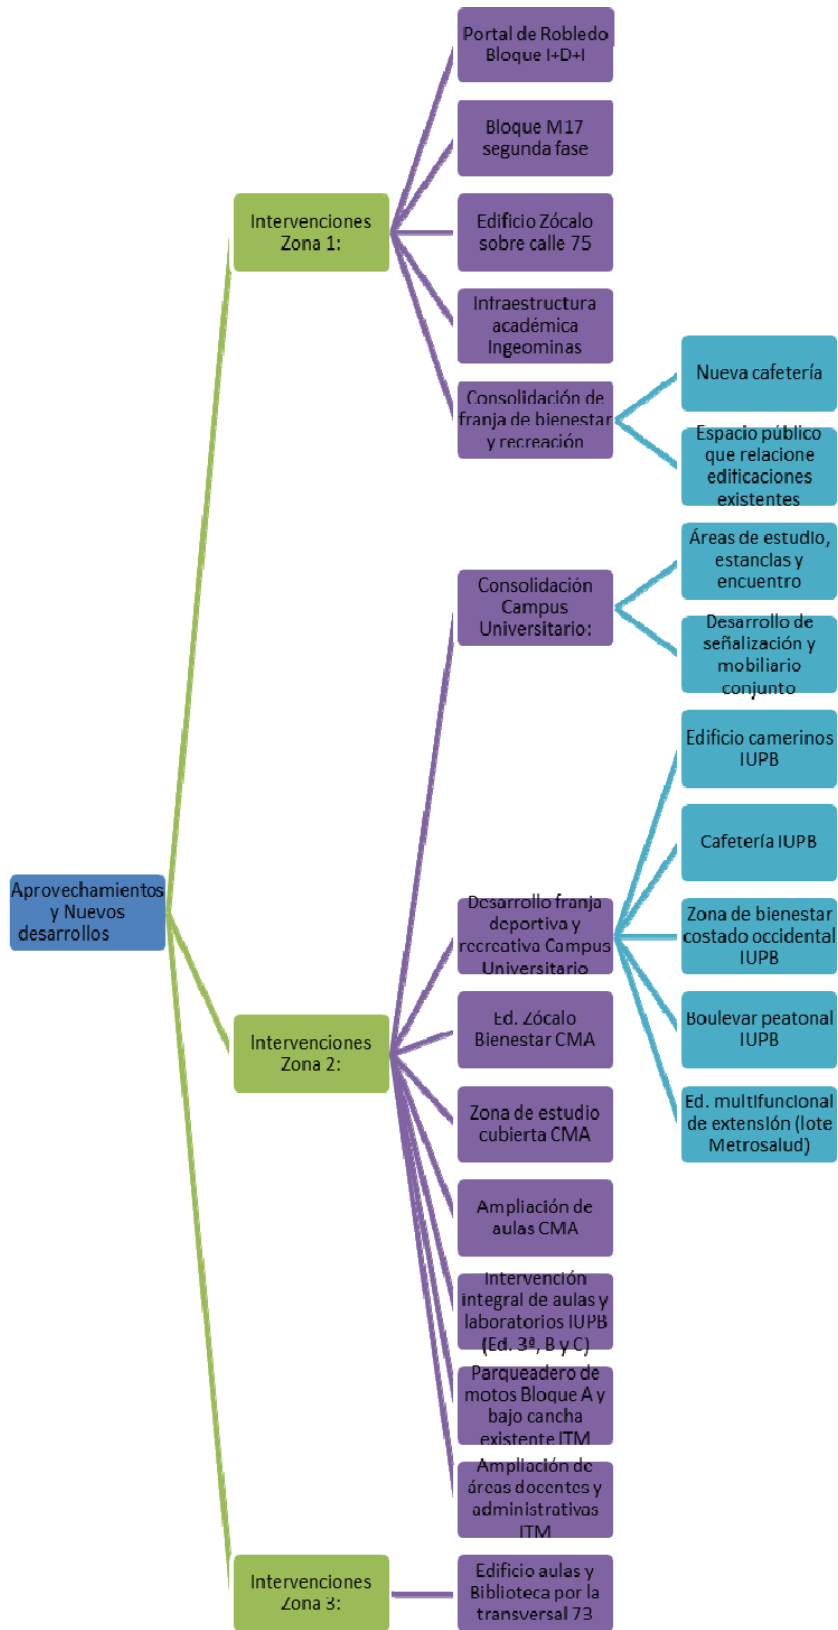 Aprovechamientos
y Nuevos
desarrollos
Intervenciones
Zona 1:
Portal de Robledo
Bloque I+D+I
Bloque M17
segunda fase
Edificio Zócalo
sobre calle 75
Infraestructura
académica
Ingeominas
Consolidación de
franja de bienestar
y recreación
Nueva cafetería
Espacio público
que relacione
edificaciones
existentes
Intervenciones
Zona 2:
Consolidación
Campus
Universitario:
Áreas de estudio,
estancias y
encuentro
Desarrollo de
señalización y
mobiliario
conjunto
Desarrollo franja
deportiva y
recreativa Campus
Universitario
Edificio camerinos
IUPB
Cafetería IUPB
Zona de bienestar
costado occidental
IUPB
Boulevar peatonal
IUPB
Ed. multifuncional
de extensión (lote
Metrosalud)
Ed. Zócalo
Bienestar CMA
Zona de estudio
cubierta CMA
Ampliación de
aulas CMA
Intervención
integral de aulas y
laboratorios IUPB
(Ed. 3ª, B y C)
Parqueadero de
motos Bloque A y
bajo cancha
existente ITM
Ampliación de
áreas docentes y
administrativas
ITM
Intervenciones
Zona 3:
Edificio aulas y
Biblioteca por la
transversal 73